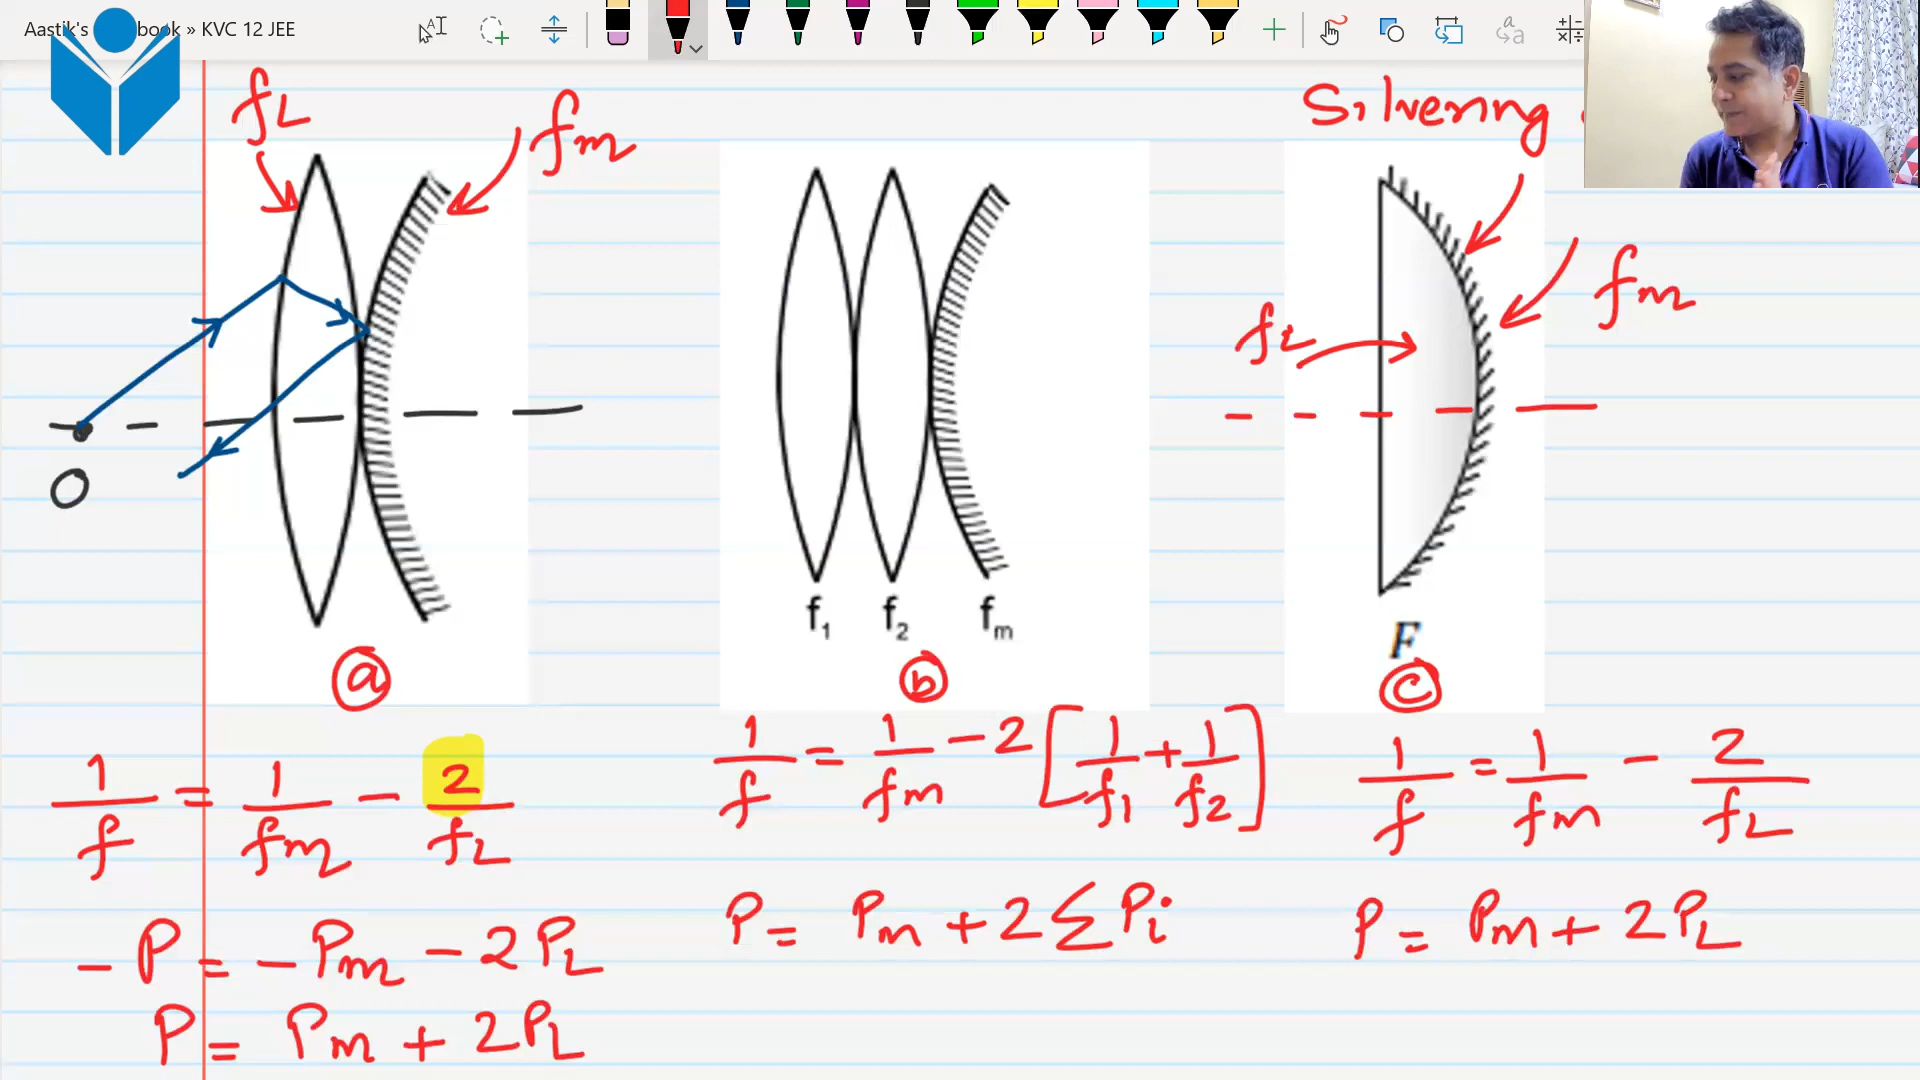 Aastik's book » KVC 12 JEE
AI
a
Silvering
fL
fm
fL
fm
O
f1 f2 fm
F
a
b
c
1/f = 1/fm - 2/fL
-P = -Pm - 2PL
P = Pm + 2PL
1/f = 1/fm - 2[1/f1 + 1/f2]
P = Pm + 2ΣPi
1/f = 1/fm - 2/fL
P = Pm + 2PL